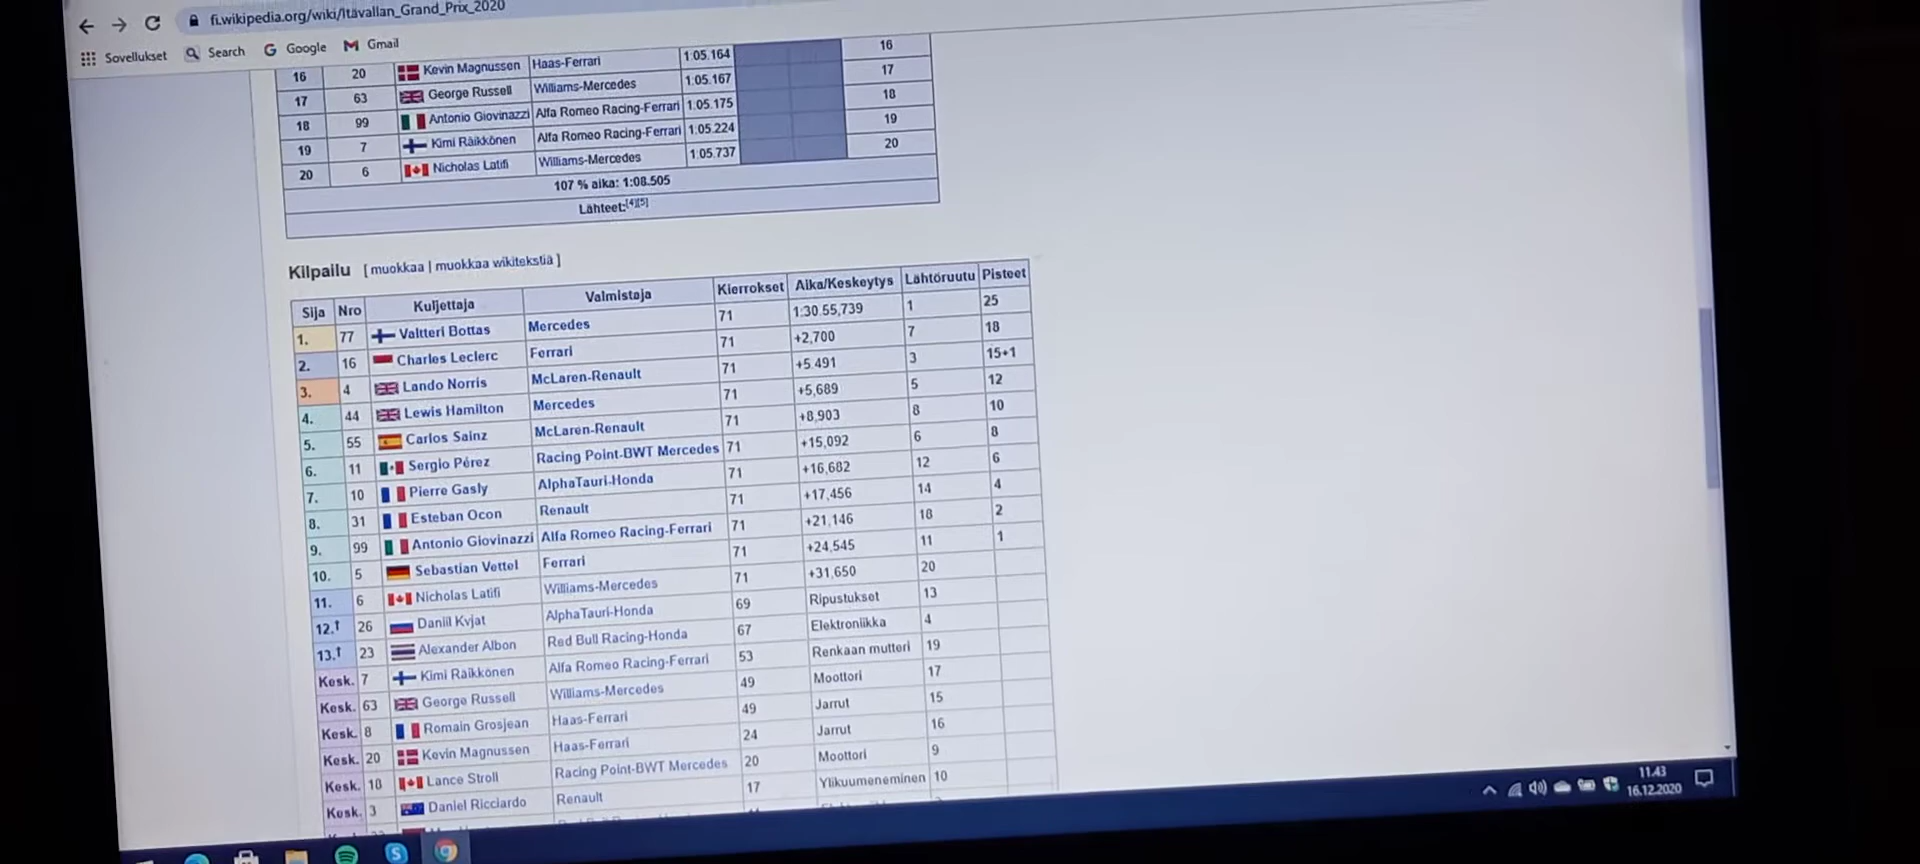 fi.wikipedia.org/wiki/Itävallan_Grand_Prix_2020
Sovellukset Search Google Gmail
16 20 Kevin Magnussen Haas-Ferrari 1:05.164 16
17 63 George Russell Williams-Mercedes 1:05.167 17
18 99 Antonio Giovinazzi Alfa Romeo Racing-Ferrari 1:05.175 18
19 7 Kimi Räikkönen Alfa Romeo Racing-Ferrari 1:05.224 19
20 6 Nicholas Latifi Williams-Mercedes 1:05.737 20
107 % aika: 1:08.505
Lähteet:[4][5]
Kilpailu [ muokkaa | muokkaa wikitekstiä ]
Sija Nro Kuljettaja Valmistaja Kierrokset Aika/Keskeytys Lähtöruutu Pisteet
1. 77 Valtteri Bottas Mercedes 71 1:30.55,739 1 25
2. 16 Charles Leclerc Ferrari 71 +2,700 7 18
3. 4 Lando Norris McLaren-Renault 71 +5.491 3 15+1
4. 44 Lewis Hamilton Mercedes 71 +5,689 5 12
5. 55 Carlos Sainz McLaren-Renault 71 +8,903 8 10
6. 11 Sergio Pérez Racing Point-BWT Mercedes 71 +15,092 6 8
7. 10 Pierre Gasly AlphaTauri-Honda 71 +16,682 12 6
8. 31 Esteban Ocon Renault 71 +17,456 14 4
9. 99 Antonio Giovinazzi Alfa Romeo Racing-Ferrari 71 +21,146 18 2
10. 5 Sebastian Vettel Ferrari 71 +24,545 11 1
11. 6 Nicholas Latifi Williams-Mercedes 71 +31,650 20
12.† 26 Daniil Kvjat AlphaTauri-Honda 69 Ripustukset 13
13.† 23 Alexander Albon Red Bull Racing-Honda 67 Elektroniikka 4
Kesk. 7 Kimi Räikkönen Alfa Romeo Racing-Ferrari 53 Renkaan mutteri 19
Kesk. 63 George Russell Williams-Mercedes 49 Moottori 17
Kesk. 8 Romain Grosjean Haas-Ferrari 49 Jarrut 15
Kesk. 20 Kevin Magnussen Haas-Ferrari 24 Jarrut 16
Kesk. 18 Lance Stroll Racing Point-BWT Mercedes 20 Moottori 9
Kesk. 3 Daniel Ricciardo Renault 17 Ylikuumeneminen 10
11.43
16.12.2020